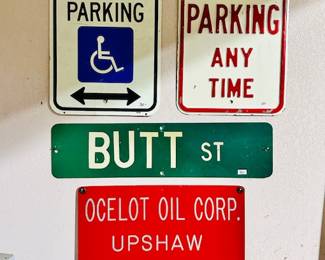 PARKING
PARKING
ANY
TIME
BUTT ST
OCELOT OIL CORP.
UPSHAW